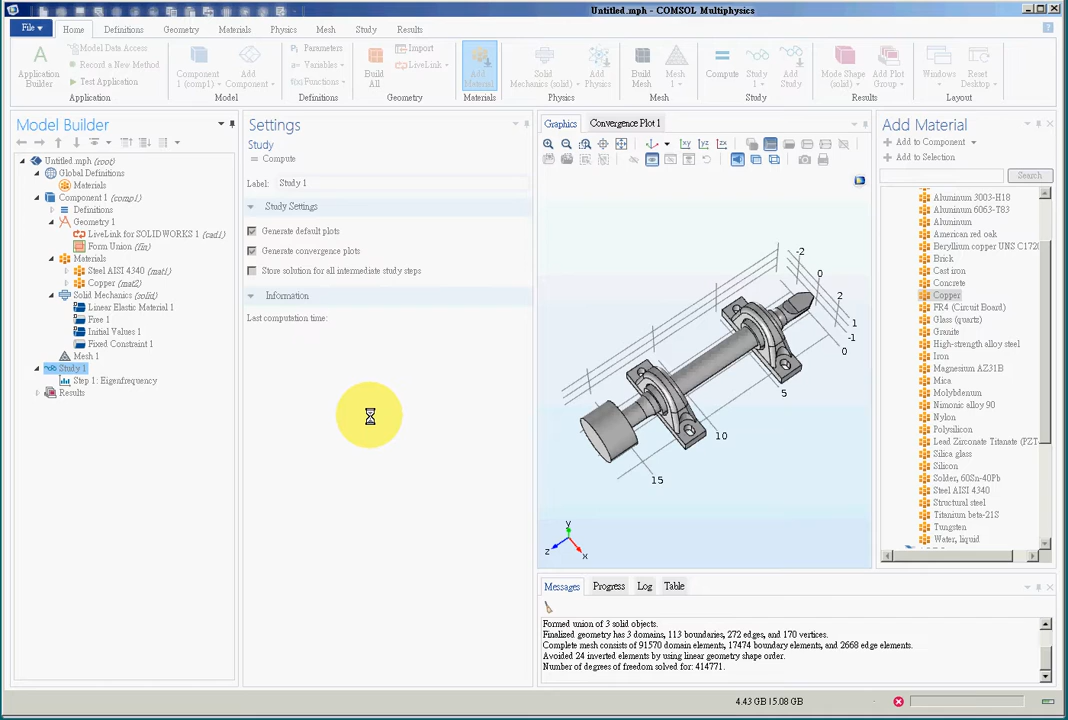 Untitled.mph - COMSOL Multiphysics
File Home Definitions Geometry Materials Physics Mesh Study Results
Application Builder
Model Data Access
Record a New Method
Test Application
Application
Component 1 (comp1)
Add Component
Model
Parameters
Variables
Functions
Definitions
Build All
Import
LiveLink
Geometry
Add Material
Materials
Solid Mechanics (solid)
Add Physics
Physics
Build Mesh
Mesh 1
Mesh
Compute
Study 1
Add Study
Study
Mode Shape (solid)
Add Plot Group
Results
Windows
Reset Desktop
Layout
Model Builder
Untitled.mph (root)
Global Definitions
Materials
Component 1 (comp1)
Definitions
Geometry 1
LiveLink for SOLIDWORKS 1 (cad1)
Form Union (fin)
Materials
Steel AISI 4340 (mat1)
Copper (mat2)
Solid Mechanics (solid)
Linear Elastic Material 1
Free 1
Initial Values 1
Fixed Constraint 1
Mesh 1
Study 1
Step 1: Eigenfrequency
Results
Settings
Study
= Compute
Label: Study 1
Study Settings
Generate default plots
Generate convergence plots
Store solution for all intermediate study steps
Information
Last computation time:
Graphics Convergence Plot 1
xy yz zx
-2
0
2
1
-1
0
5
10
15
y
z
x
Add Material
Add to Component
Add to Selection
Search
Aluminum 3003-H18
Aluminum 6063-T83
Aluminum
American red oak
Beryllium copper UNS C172
Brick
Cast iron
Concrete
Copper
FR4 (Circuit Board)
Glass (quartz)
Granite
High-strength alloy steel
Iron
Magnesium AZ31B
Mica
Molybdenum
Nimonic alloy 90
Nylon
Polysilicon
Lead Zirconate Titanate (PZT
Silica glass
Silicon
Solder, 60Sn-40Pb
Steel AISI 4340
Structural steel
Titanium beta-21S
Tungsten
Water, liquid
Messages Progress Log Table
Formed union of 3 solid objects.
Finalized geometry has 3 domains, 113 boundaries, 272 edges, and 170 vertices.
Complete mesh consists of 91570 domain elements, 17474 boundary elements, and 2668 edge elements.
Avoided 24 inverted elements by using linear geometry shape order.
Number of degrees of freedom solved for: 414771.
4.43 GB | 5.08 GB